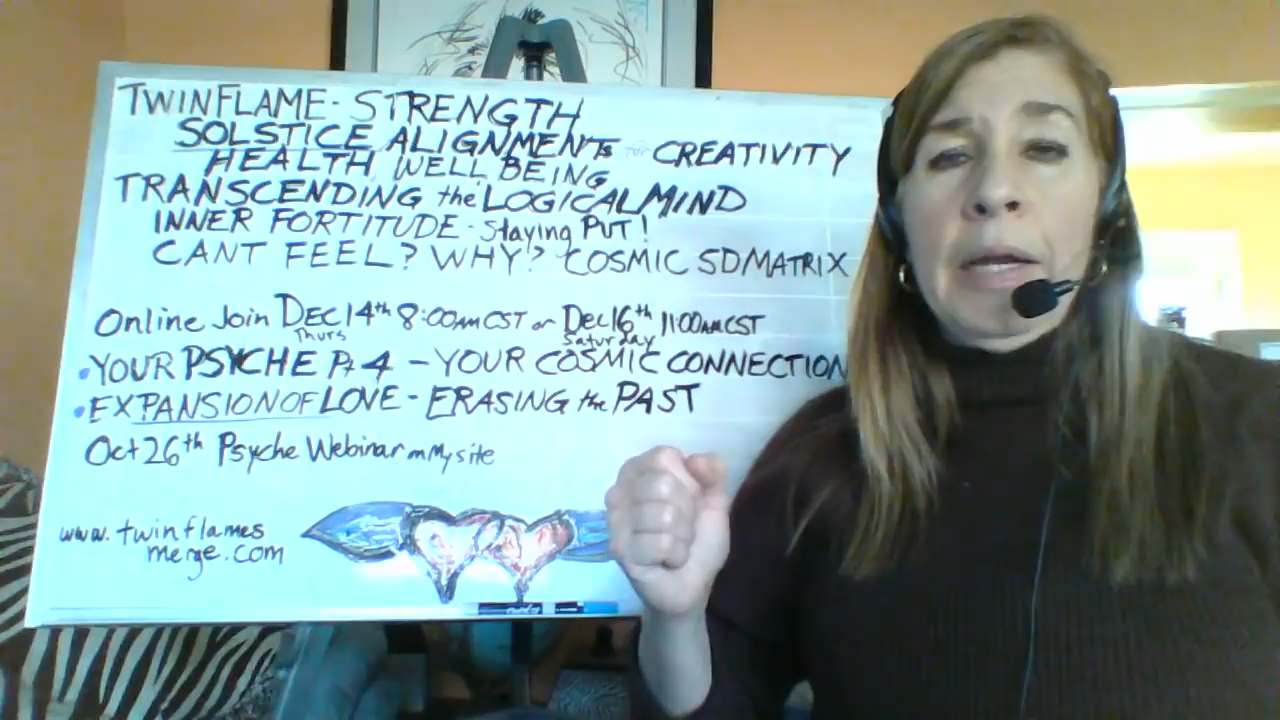 TWINFLAME - STRENGTH
SOLSTICE ALIGNMENTS for CREATIVITY
HEALTH, WELL BEING
TRANSCENDING the LOGICAL MIND
INNER FORTITUDE - Staying PUT!
CANT FEEL? WHY? COSMIC 5DMATRIX
Online Join DEC 14th 8:00AM CST or Dec 16th 11:00AM CST
Thurs Saturday
• YOUR PSYCHE Pt 4 - YOUR COSMIC CONNECTION
• EXPANSION OF LOVE - ERASING the PAST
Oct 26th Psyche Webinar on My site
www.twinflames
merge.com